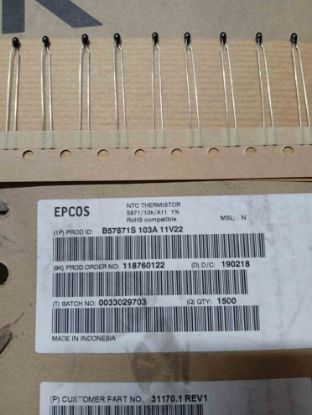 EPCOS
NTC THERMISTOR
S871/10k/A11 1%
RoHS compatible
MSL: N
(1P) PROD ID: B57871S 103A 11V22
(9K) PROD.ORDER NO: 118760122 (D) D/C: 190218
(T) BATCH NO: 0033029703 (Q) QTY: 1500
MADE IN INDONESIA
(P) CUSTOMER PART NO. 31170.1 REV1